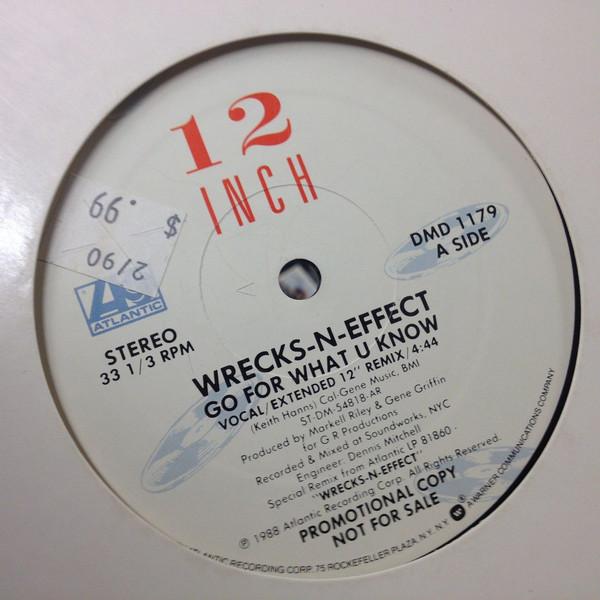 12
INCH
$ .99
2/90
ATLANTIC
DMD 1179
A SIDE
STEREO
33 1/3 RPM
WRECKS-N-EFFECT
GO FOR WHAT U KNOW
VOCAL/EXTENDED 12" REMIX/4:44
(Keith Hanns) Cal-Gene Music, BMI
ST-DM-54818-AR
Produced by Markell Riley & Gene Griffin
for G R Productions
Recorded & Mixed at Soundworks, NYC
Engineer: Dennis Mitchell
Special Remix from Atlantic LP 81860
"WRECKS-N-EFFECT"
℗ 1988 Atlantic Recording Corp. All Rights Reserved.
PROMOTIONAL COPY
NOT FOR SALE
ATLANTIC RECORDING CORP. 75 ROCKEFELLER PLAZA, N.Y. N.Y. A WARNER COMMUNICATIONS COMPANY